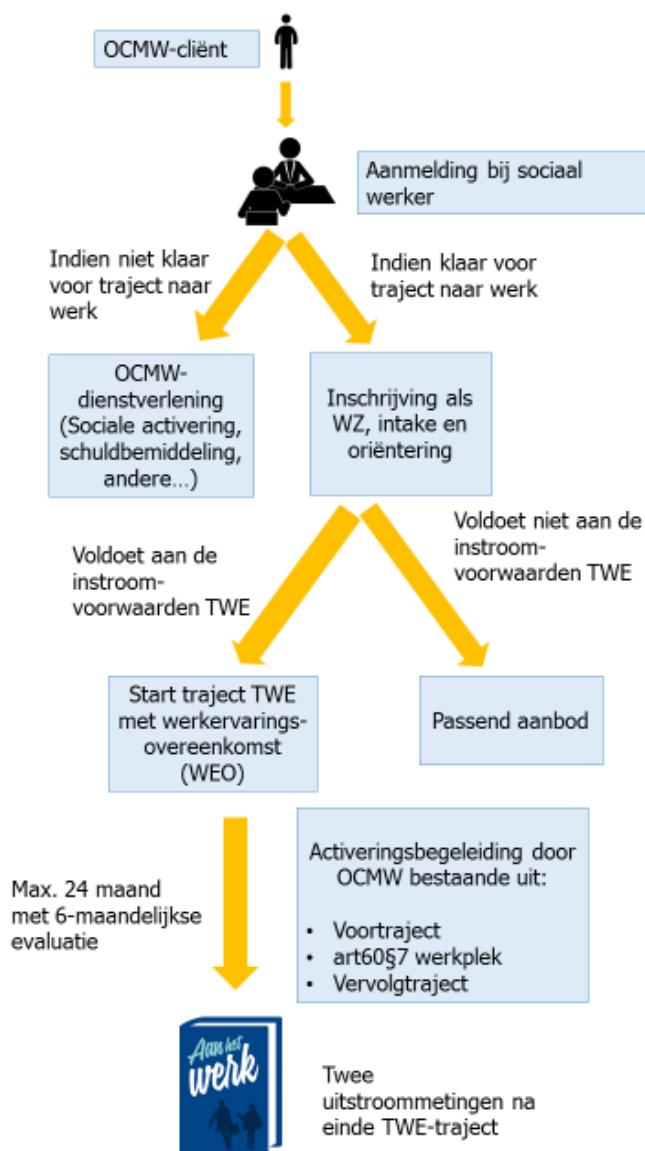 OCMW-cliënt
Aanmelding bij sociaal
werker
Indien niet klaar
voor traject naar
werk
Indien klaar voor
traject naar werk
OCMW-
dienstverlening
(Sociale activering,
schuldbemiddeling,
andere…)
Inschrijving als
WZ, intake en
oriëntering
Voldoet aan de
instroom-
voorwaarden TWE
Voldoet niet aan de
instroom-
voorwaarden TWE
Start traject TWE
met werkervarings-
overeenkomst
(WEO)
Passend aanbod
Max. 24 maand
met 6-maandelijkse
evaluatie
Activeringsbegeleiding door
OCMW bestaande uit:
• Voortraject
• art60§7 werkplek
• Vervolgtraject
Aan het
werk
Twee
uitstroommetingen na
einde TWE-traject